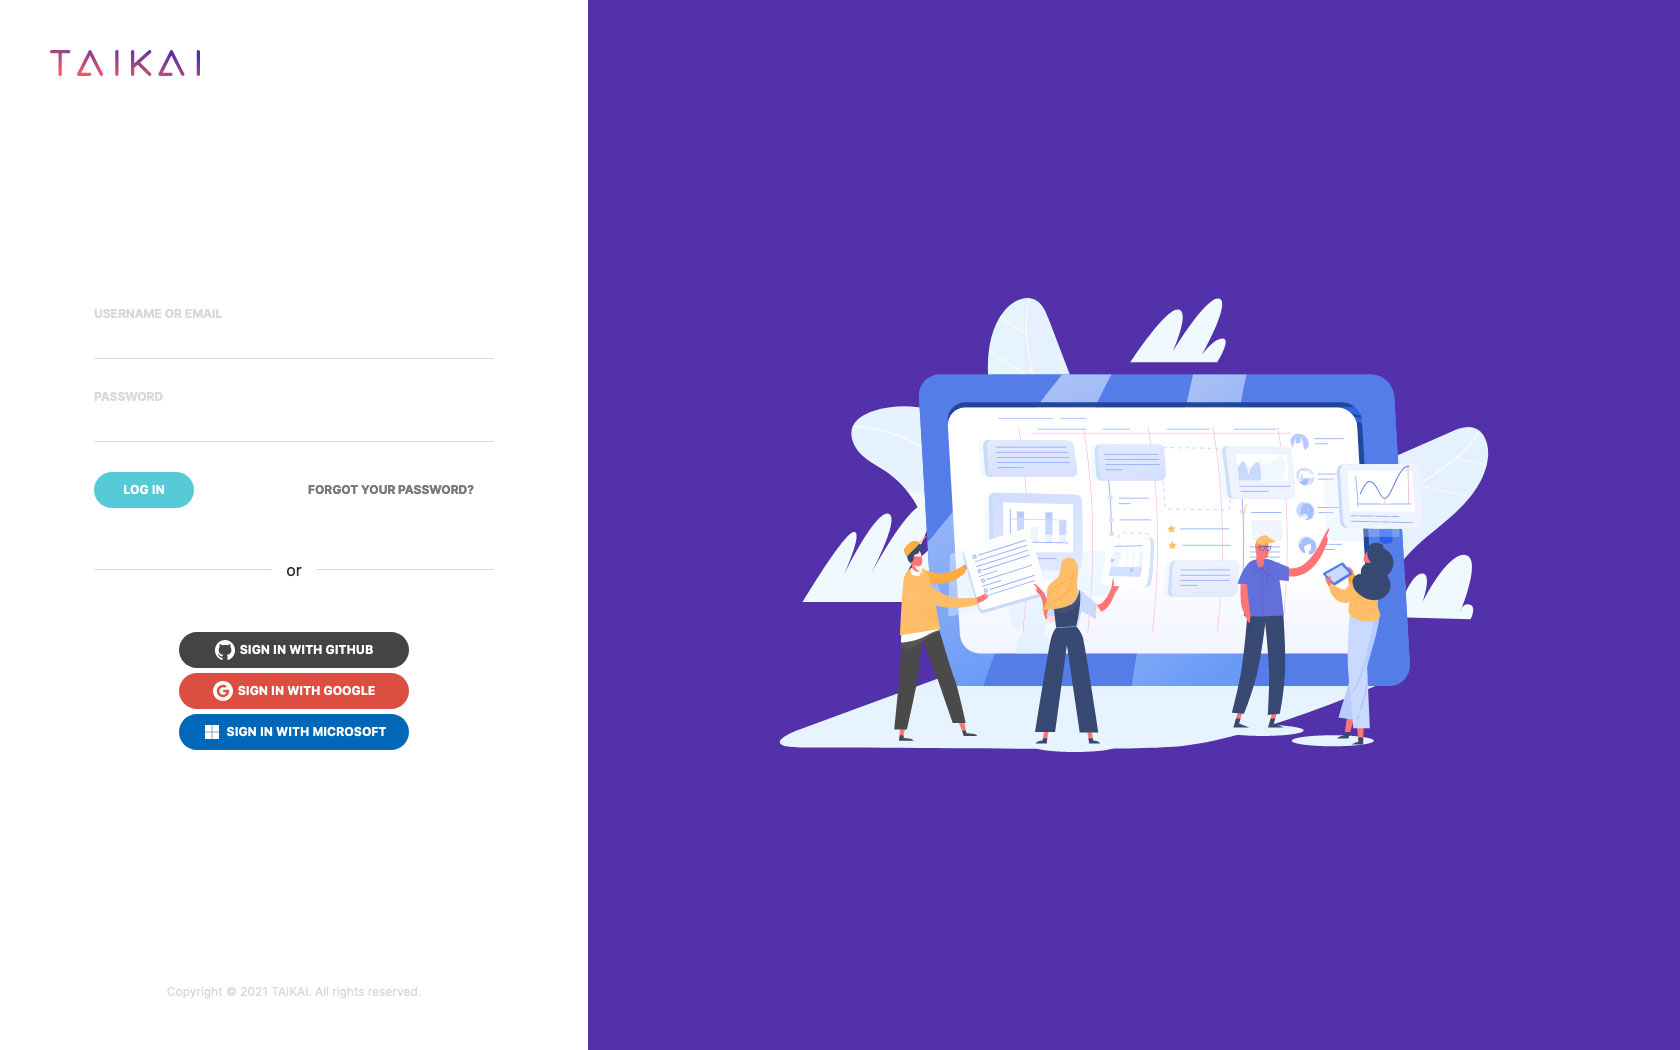 TAIKAI
USERNAME OR EMAIL
PASSWORD
LOG IN
FORGOT YOUR PASSWORD?
or
SIGN IN WITH GITHUB
SIGN IN WITH GOOGLE
SIGN IN WITH MICROSOFT
Copyright © 2021 TAIKAI. All rights reserved.